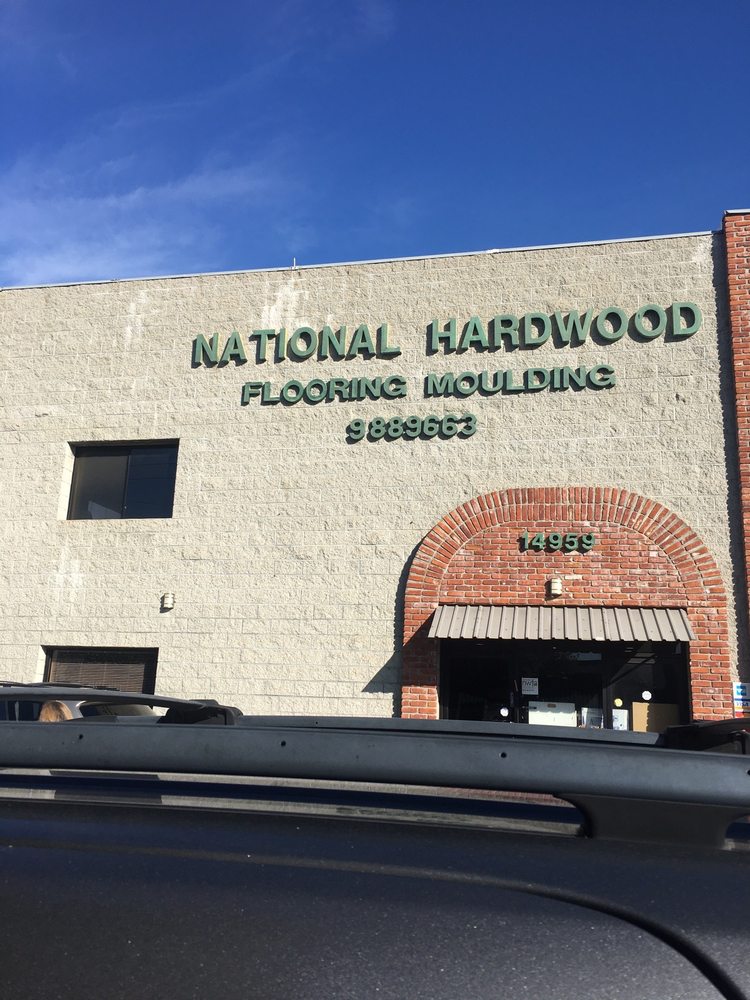 NATIONAL HARDWOOD
FLOORING MOULDING
9889663
14959